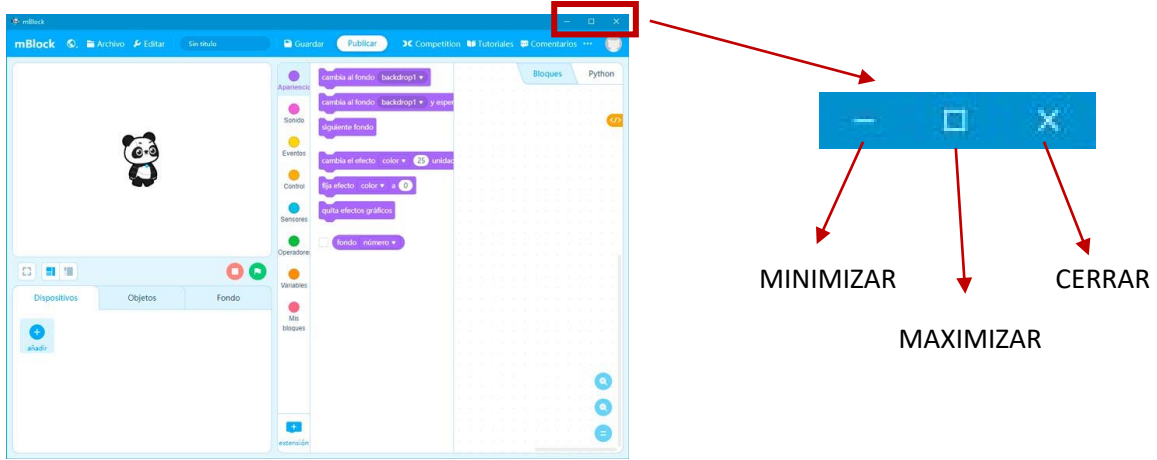 mBlock
mBlock Archivo Editar Sin título Guardar Publicar Competition Tutoriales Comentarios ···
Bloques Python
Apariencia
Sonido
Eventos
Control
Sensores
Operadores
Variables
Mis
bloques
extensión
cambia al fondo backdrop1
cambia al fondo backdrop1 y esper
siguiente fondo
cambia el efecto color 25 unidad
fija efecto color a 0
quita efectos gráficos
fondo número
</>
Dispositivos Objetos Fondo
añadir
MINIMIZAR
MAXIMIZAR
CERRAR